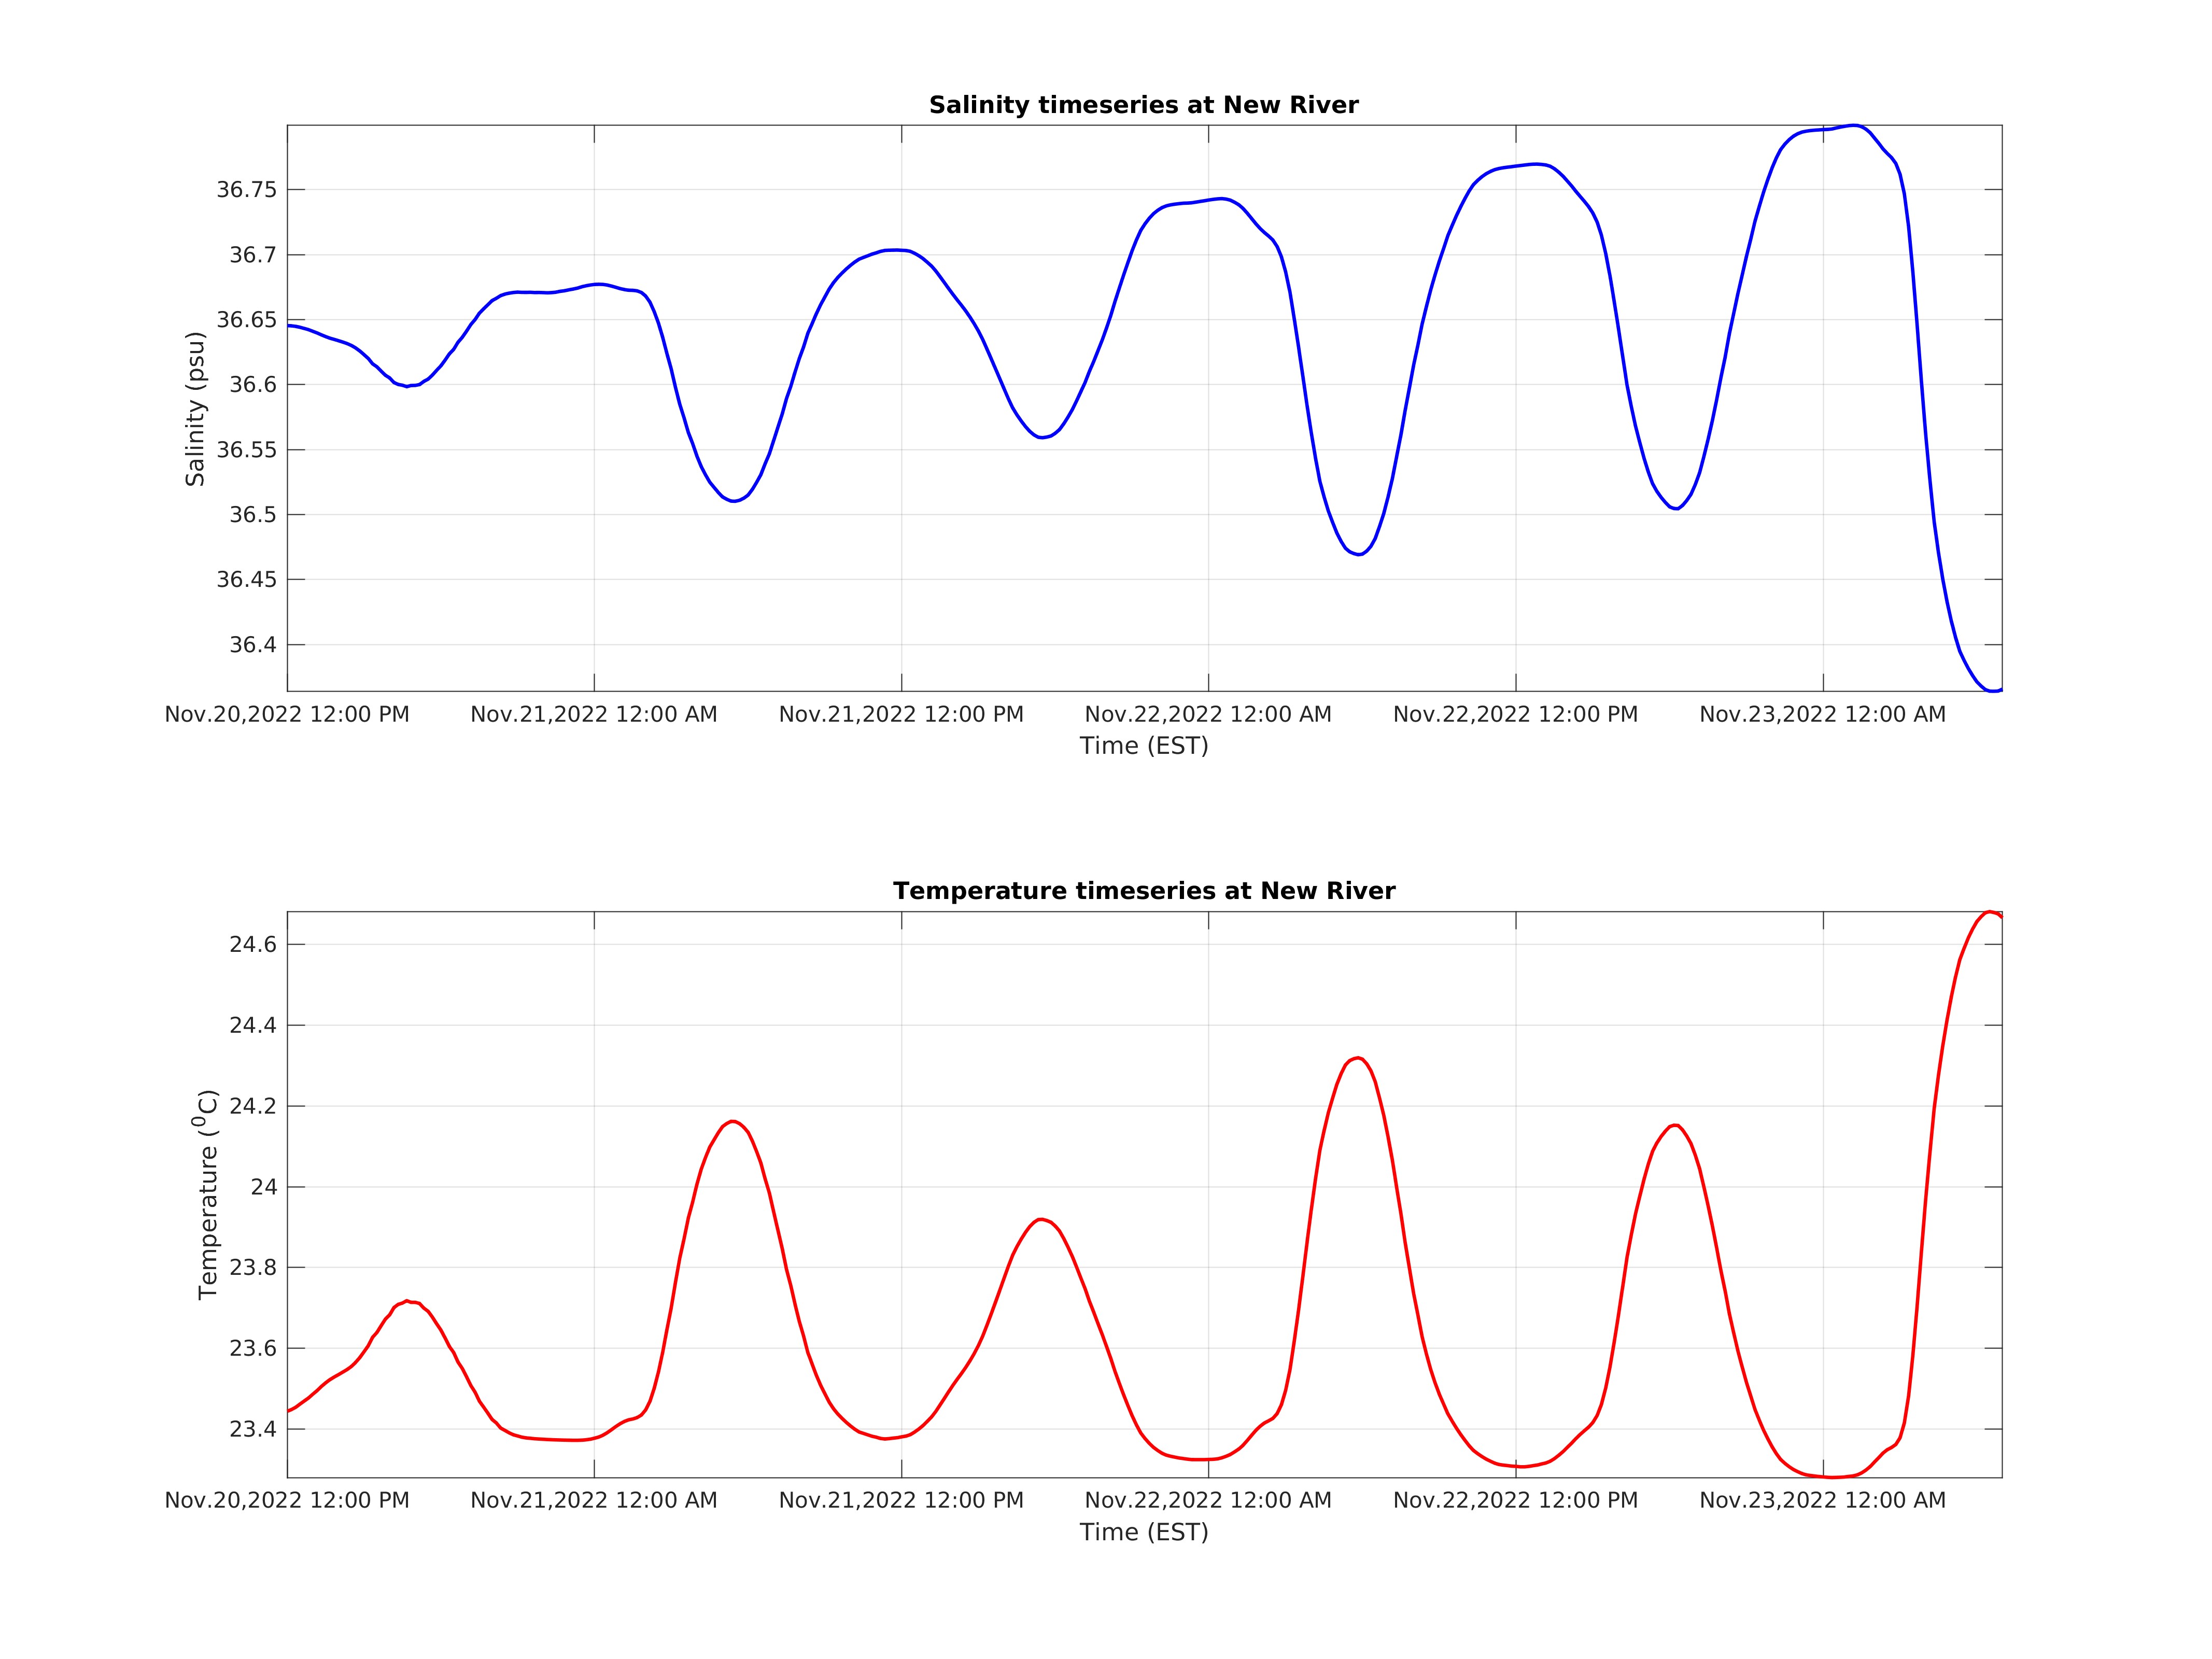 Salinity timeseries at New River
Salinity (psu)
36.75
36.7
36.65
36.6
36.55
36.5
36.45
36.4
Nov.20,2022 12:00 PM Nov.21,2022 12:00 AM Nov.21,2022 12:00 PM Nov.22,2022 12:00 AM Nov.22,2022 12:00 PM Nov.23,2022 12:00 AM
Time (EST)
Temperature timeseries at New River
Temperature (⁰C)
24.6
24.4
24.2
24
23.8
23.6
23.4
Nov.20,2022 12:00 PM Nov.21,2022 12:00 AM Nov.21,2022 12:00 PM Nov.22,2022 12:00 AM Nov.22,2022 12:00 PM Nov.23,2022 12:00 AM
Time (EST)